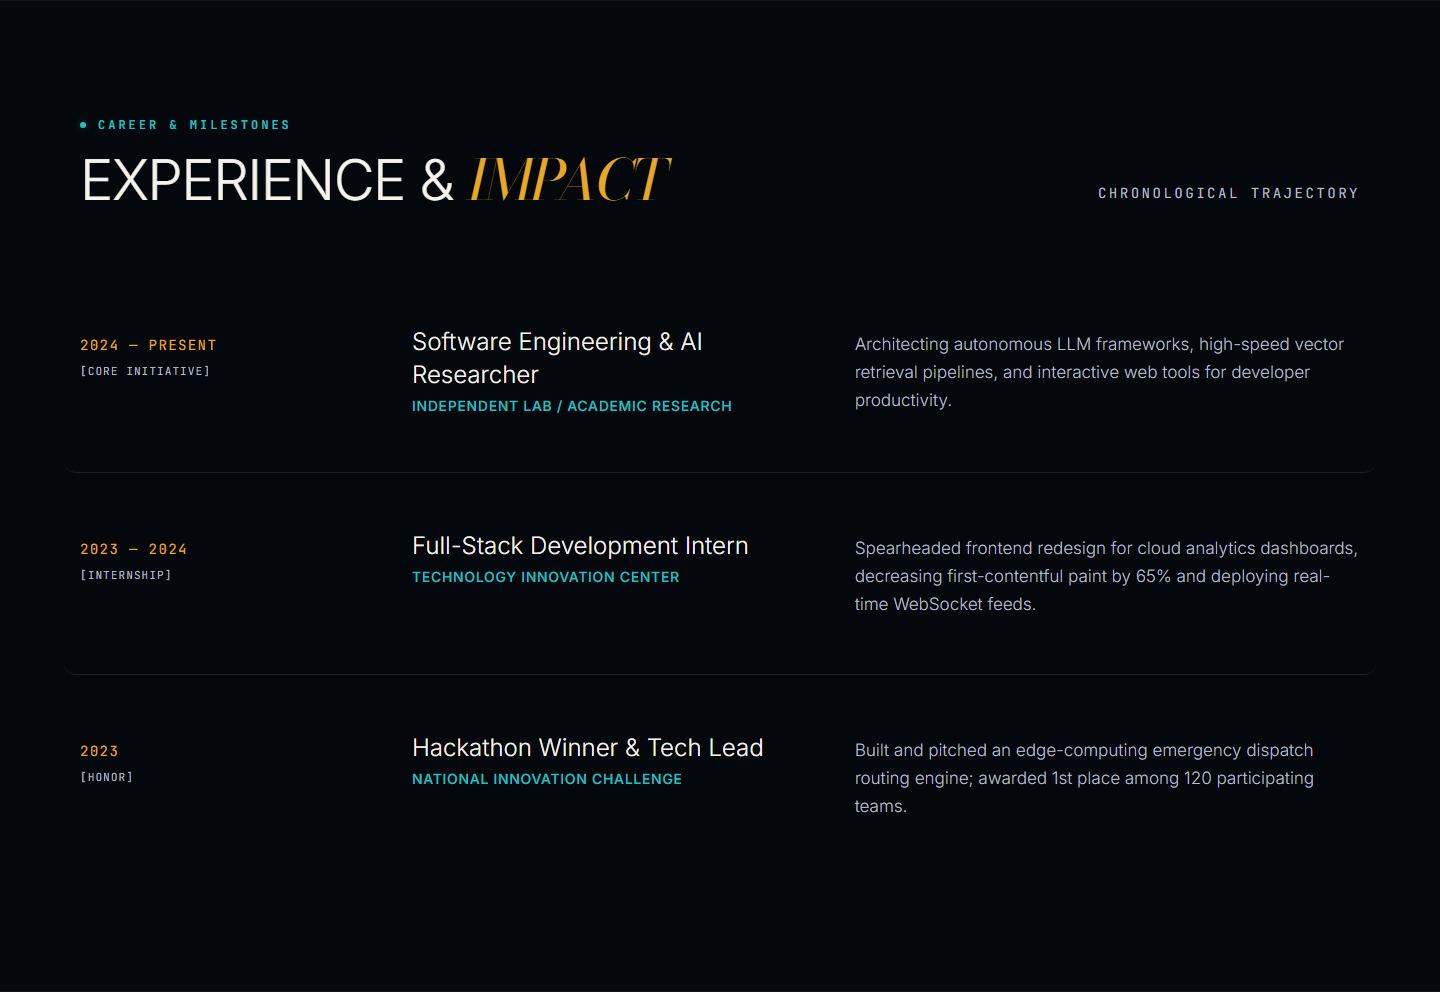 CAREER & MILESTONES
EXPERIENCE & IMPACT
CHRONOLOGICAL TRAJECTORY
2024 — PRESENT
[CORE INITIATIVE]
Software Engineering & AI
Researcher
INDEPENDENT LAB / ACADEMIC RESEARCH
Architecting autonomous LLM frameworks, high-speed vector
retrieval pipelines, and interactive web tools for developer
productivity.
2023 — 2024
[INTERNSHIP]
Full-Stack Development Intern
TECHNOLOGY INNOVATION CENTER
Spearheaded frontend redesign for cloud analytics dashboards,
decreasing first-contentful paint by 65% and deploying real-
time WebSocket feeds.
2023
[HONOR]
Hackathon Winner & Tech Lead
NATIONAL INNOVATION CHALLENGE
Built and pitched an edge-computing emergency dispatch
routing engine; awarded 1st place among 120 participating
teams.